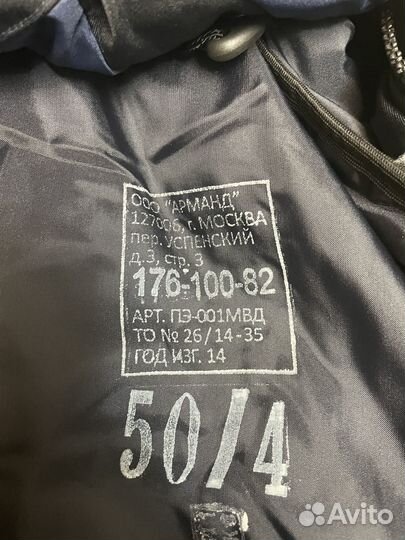 ООО "АРМАНД"
127006, г. МОСКВА
пер. УСПЕНСКИЙ
д.3, стр. 3
176-100-82
АРТ. ПЭ-001МВД
ТО № 26/14-35
ГОД ИЗГ. 14
50/4
Avito